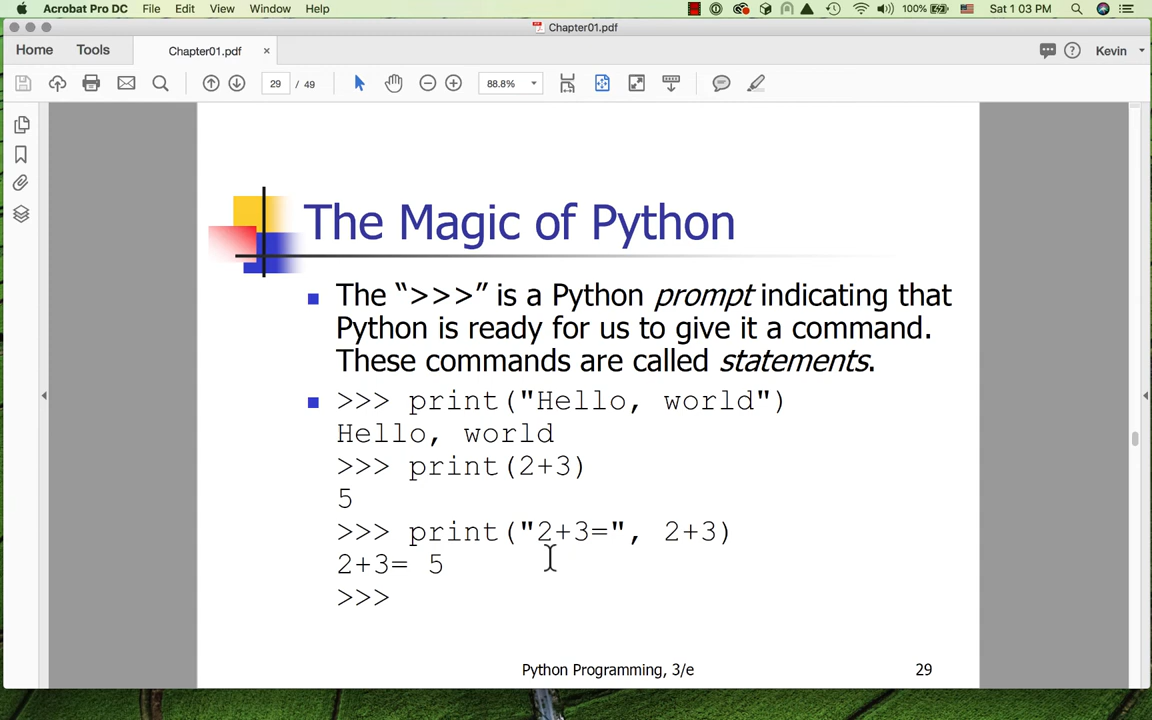 Acrobat Pro DC File Edit View Window Help 100% Sat 1 03 PM
Chapter01.pdf
Home Tools Chapter01.pdf × Kevin
29 / 49 88.8%
The Magic of Python
The “>>>” is a Python prompt indicating that
Python is ready for us to give it a command.
These commands are called statements.
>>> print("Hello, world")
Hello, world
>>> print(2+3)
5
>>> print("2+3=", 2+3)
2+3= 5
>>>
Python Programming, 3/e 29